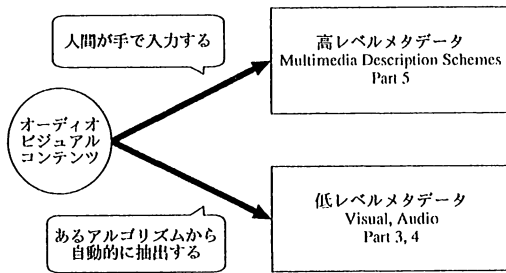 人間が手で入力する
高レベルメタデータ
Multimedia Description Schemes
Part 5
オーディオ
ビジュアル
コンテンツ
低レベルメタデータ
Visual, Audio
Part 3, 4
あるアルゴリズムから
自動的に抽出する